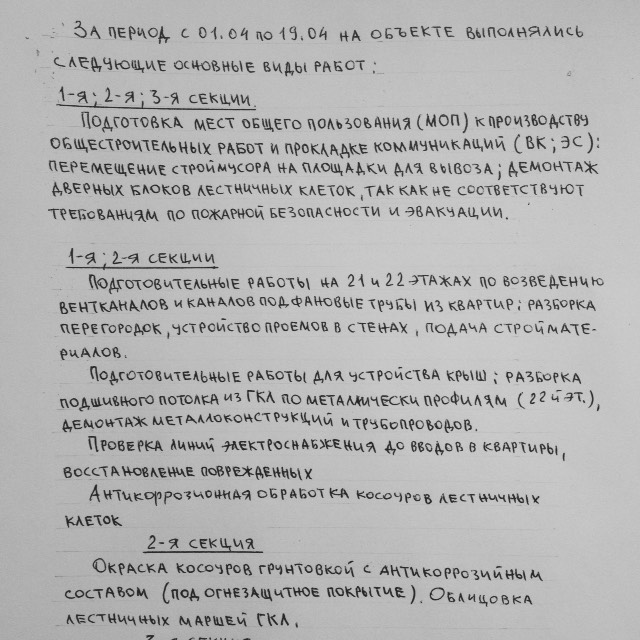 За период с 01.04 по 19.04 на объекте выполнялись
следующие основные виды работ:
1-я; 2-я; 3-я секции.
Подготовка мест общего пользования (МОП) к производству
общестроительных работ и прокладке коммуникаций (ВК; ЭС):
перемещение строймусора на площадки для вывоза; демонтаж
дверных блоков лестничных клеток, так как не соответствуют
требованиям по пожарной безопасности и эвакуации.
1-я; 2-я секции
Подготовительные работы на 21 и 22 этажах по возведению
вентканалов и каналов под фановые трубы из квартир: разборка
перегородок, устройство проемов в стенах, подача строймате-
риалов.
Подготовительные работы для устройства крыш; разборка
подшивного потолка из ГКЛ по металлически профилям (22й эт.),
демонтаж металлоконструкций и трубопроводов.
Проверка линий электроснабжения до вводов в квартиры,
восстановление поврежденных
Антикоррозионная обработка косоуров лестничных
клеток
2-я секция
Окраска косоуров грунтовкой с антикоррозийным
составом (под огнезащитное покрытие). Облицовка
лестничных маршей ГКЛ.
3-я секция